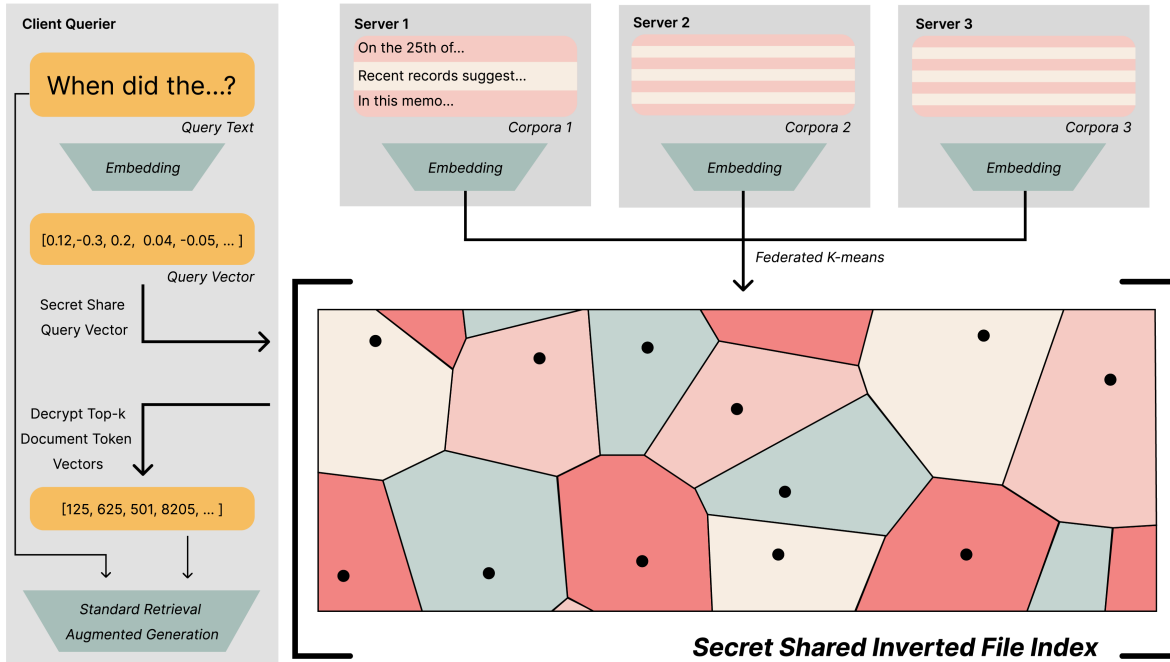 Client Querier
When did the...?
Query Text
Embedding
[0.12,-0.3, 0.2, 0.04, -0.05, ... ]
Query Vector
Secret Share
Query Vector
Decrypt Top-k
Document Token
Vectors
[125, 625, 501, 8205, ... ]
Standard Retrieval
Augmented Generation
Server 1
On the 25th of...
Recent records suggest...
In this memo...
Corpora 1
Embedding
Server 2
Corpora 2
Embedding
Server 3
Corpora 3
Embedding
Federated K-means
Secret Shared Inverted File Index